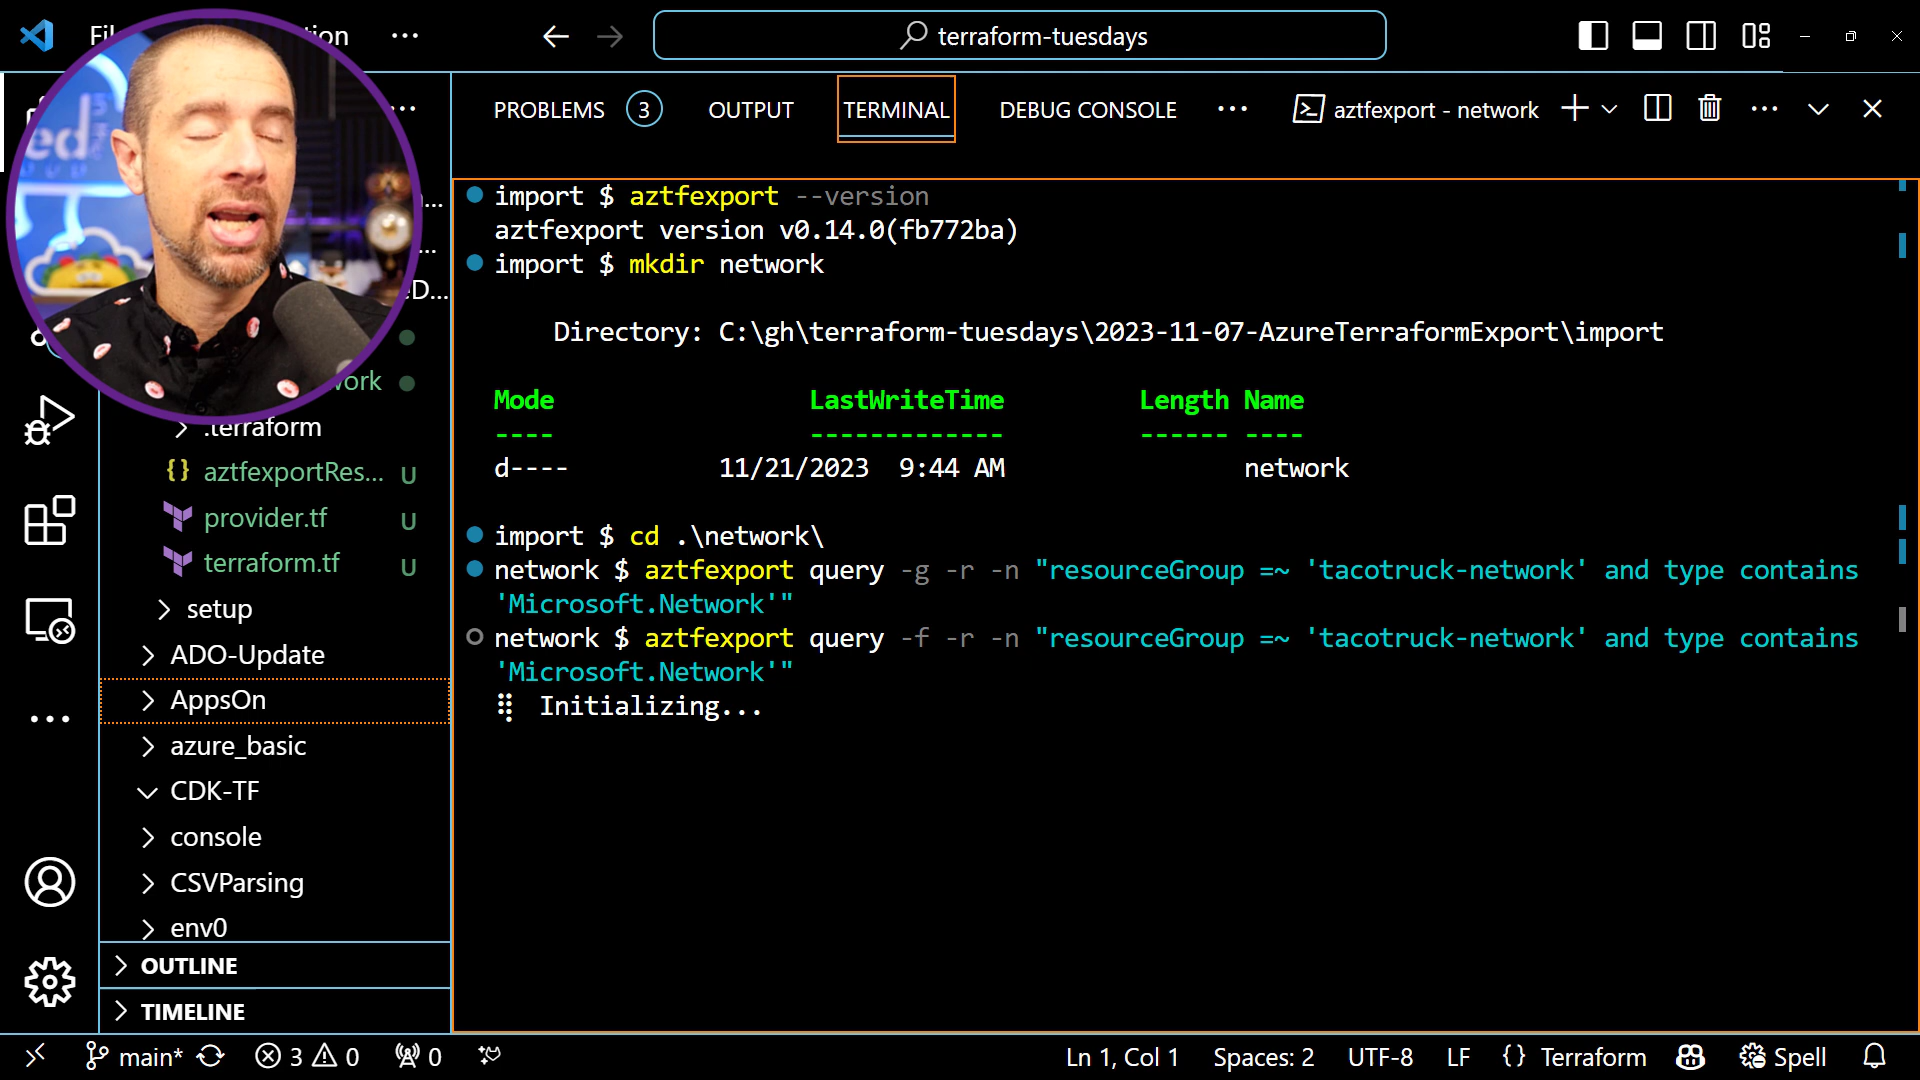 terraform-tuesdays
PROBLEMS 3 OUTPUT TERMINAL DEBUG CONSOLE ··· aztfexport - network
import $ aztfexport --version
aztfexport version v0.14.0(fb772ba)
import $ mkdir network
Directory: C:\gh\terraform-tuesdays\2023-11-07-AzureTerraformExport\import
Mode LastWriteTime Length Name
---- ------------- ------ ----
d---- 11/21/2023 9:44 AM network
import $ cd .\network\
network $ aztfexport query -g -r -n "resourceGroup =~ 'tacotruck-network' and type contains
'Microsoft.Network'"
network $ aztfexport query -f -r -n "resourceGroup =~ 'tacotruck-network' and type contains
'Microsoft.Network'"
Initializing...
.terraform
{} aztfexportRes... U
provider.tf U
terraform.tf U
setup
ADO-Update
AppsOn
azure_basic
CDK-TF
console
CSVParsing
env0
OUTLINE
TIMELINE
main* 3 0 0 Ln 1, Col 1 Spaces: 2 UTF-8 LF {} Terraform Spell